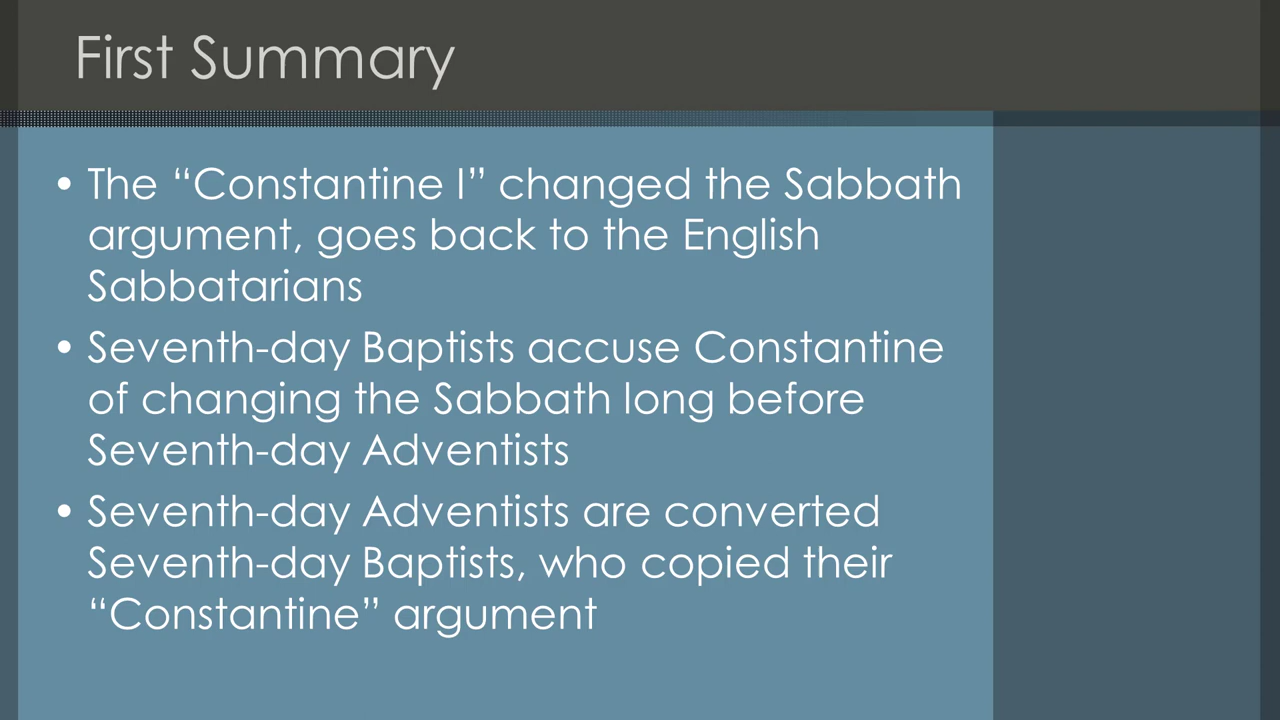 First Summary
• The “Constantine I” changed the Sabbath
argument, goes back to the English
Sabbatarians
• Seventh-day Baptists accuse Constantine
of changing the Sabbath long before
Seventh-day Adventists
• Seventh-day Adventists are converted
Seventh-day Baptists, who copied their
“Constantine” argument